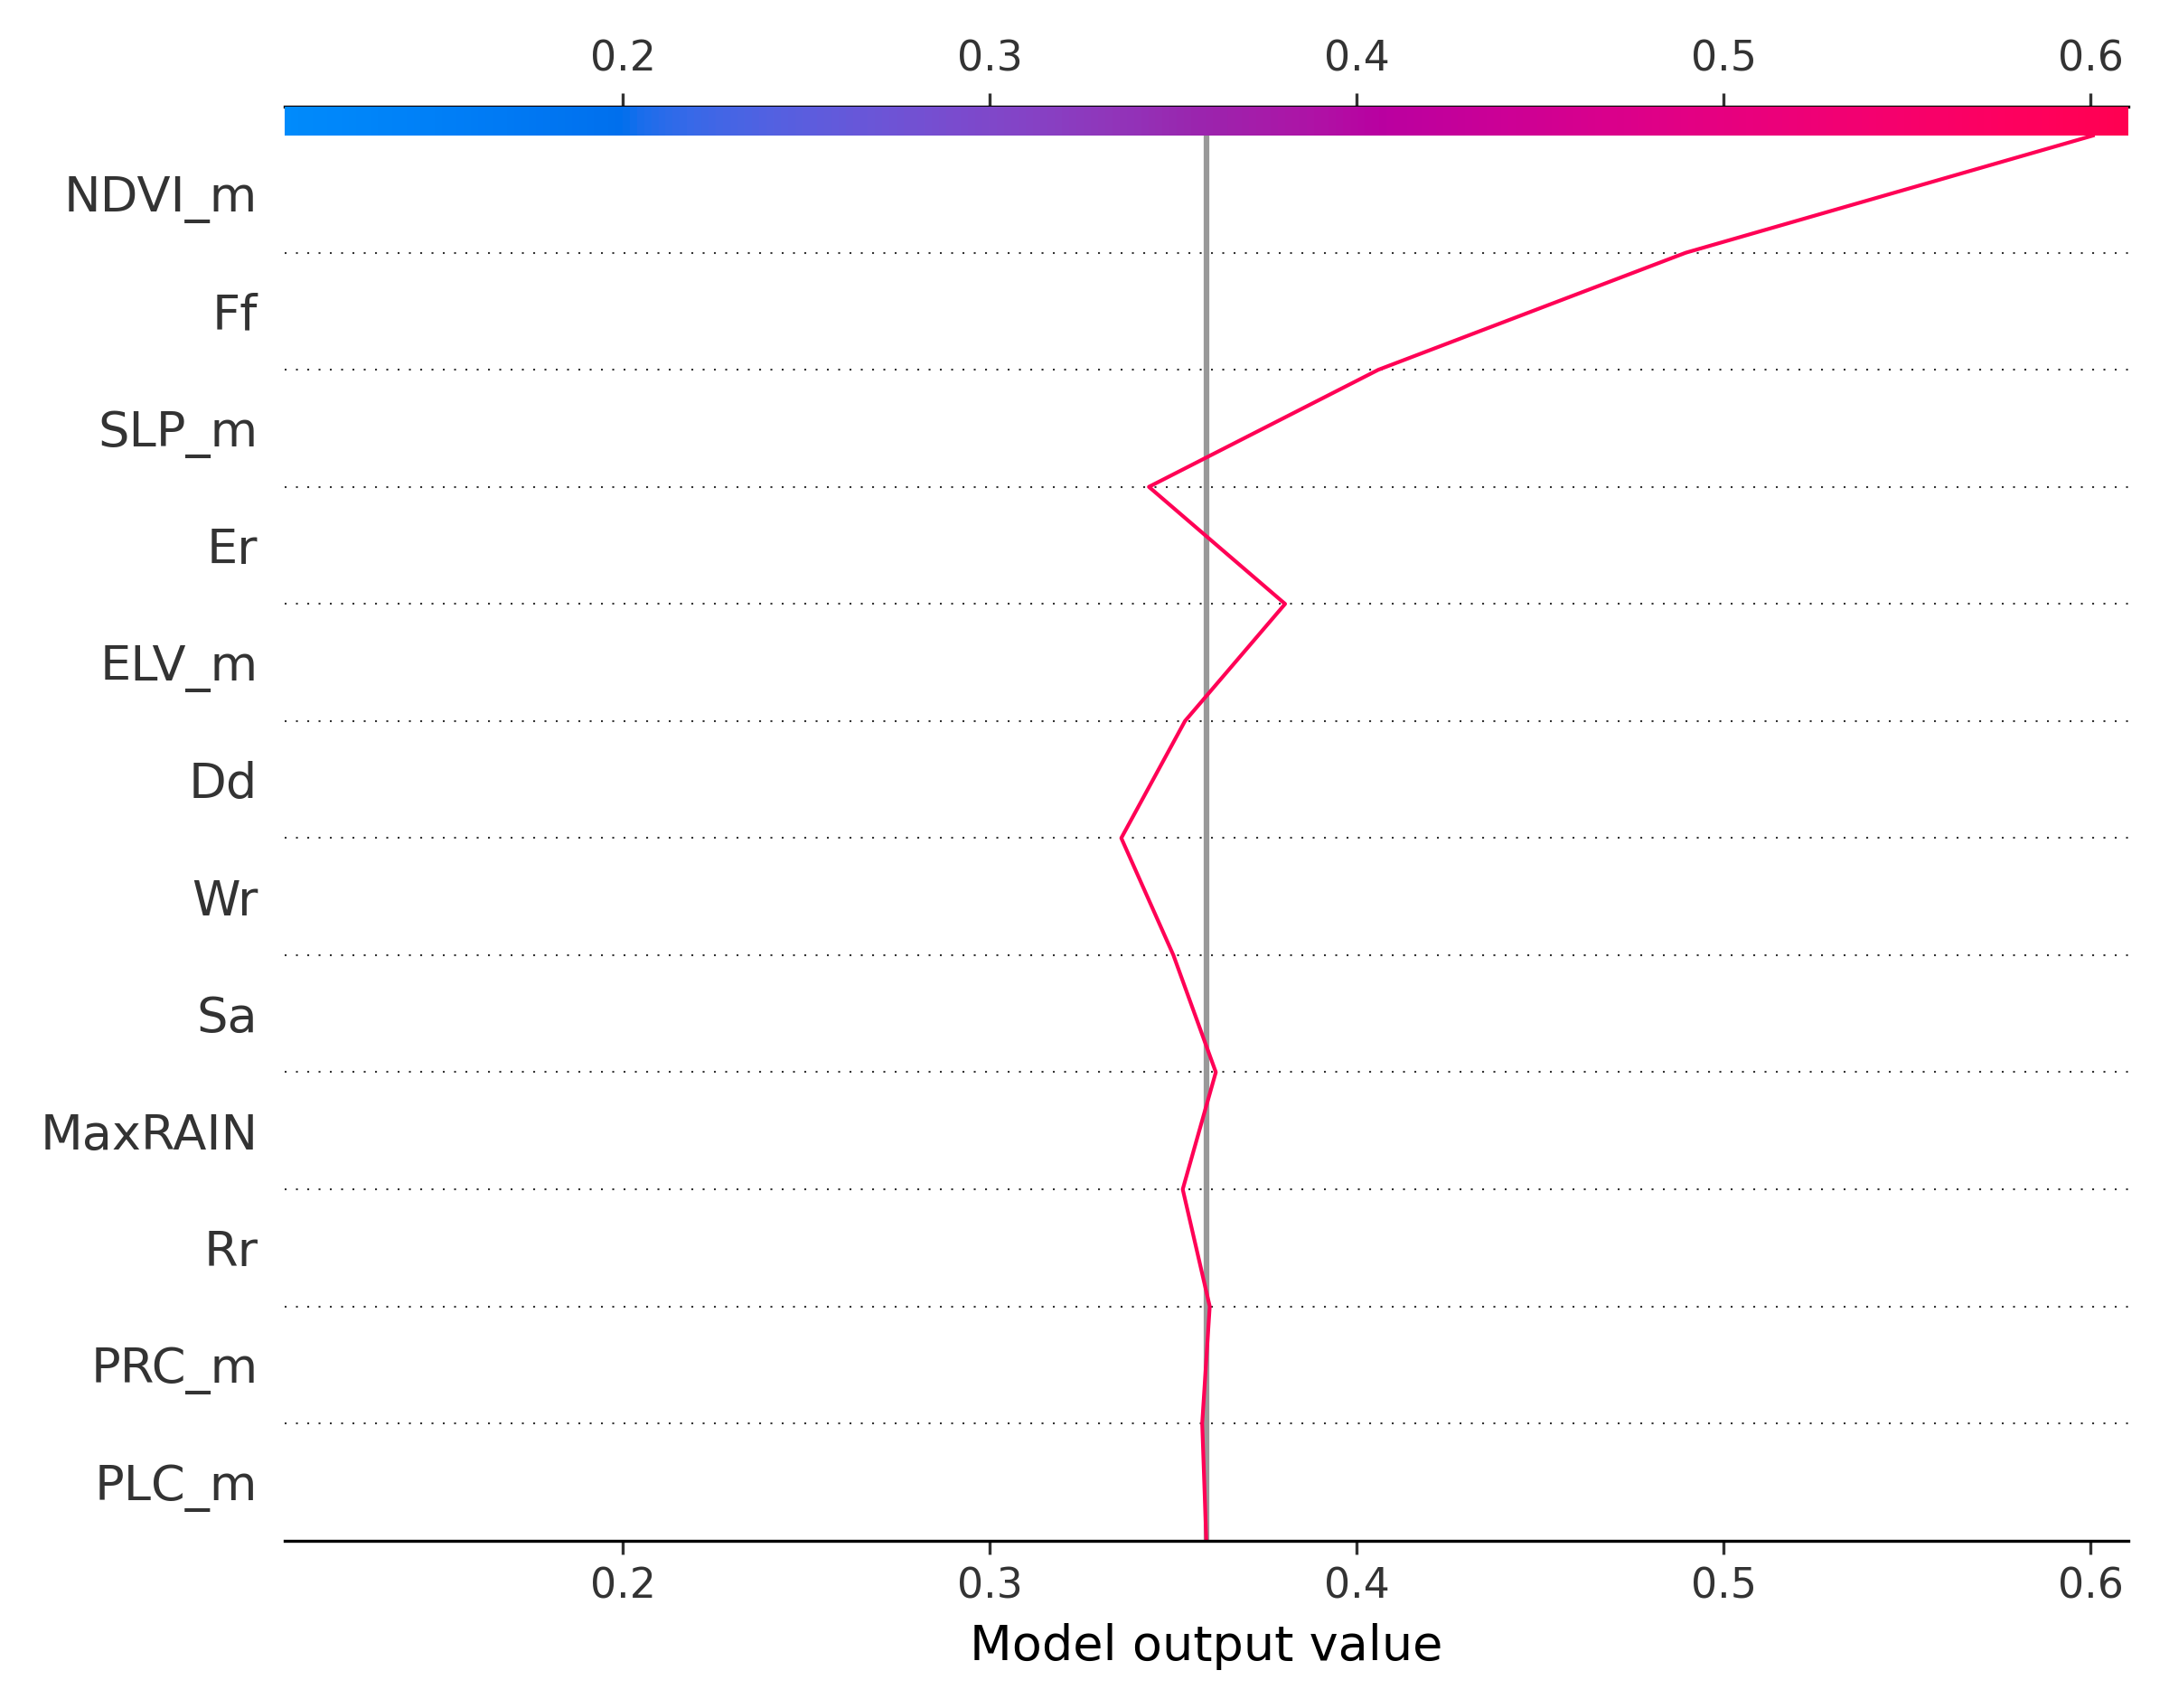 0.2 0.3 0.4 0.5 0.6
NDVI_m
Ff
SLP_m
Er
ELV_m
Dd
Wr
Sa
MaxRAIN
Rr
PRC_m
PLC_m
0.2 0.3 0.4 0.5 0.6
Model output value